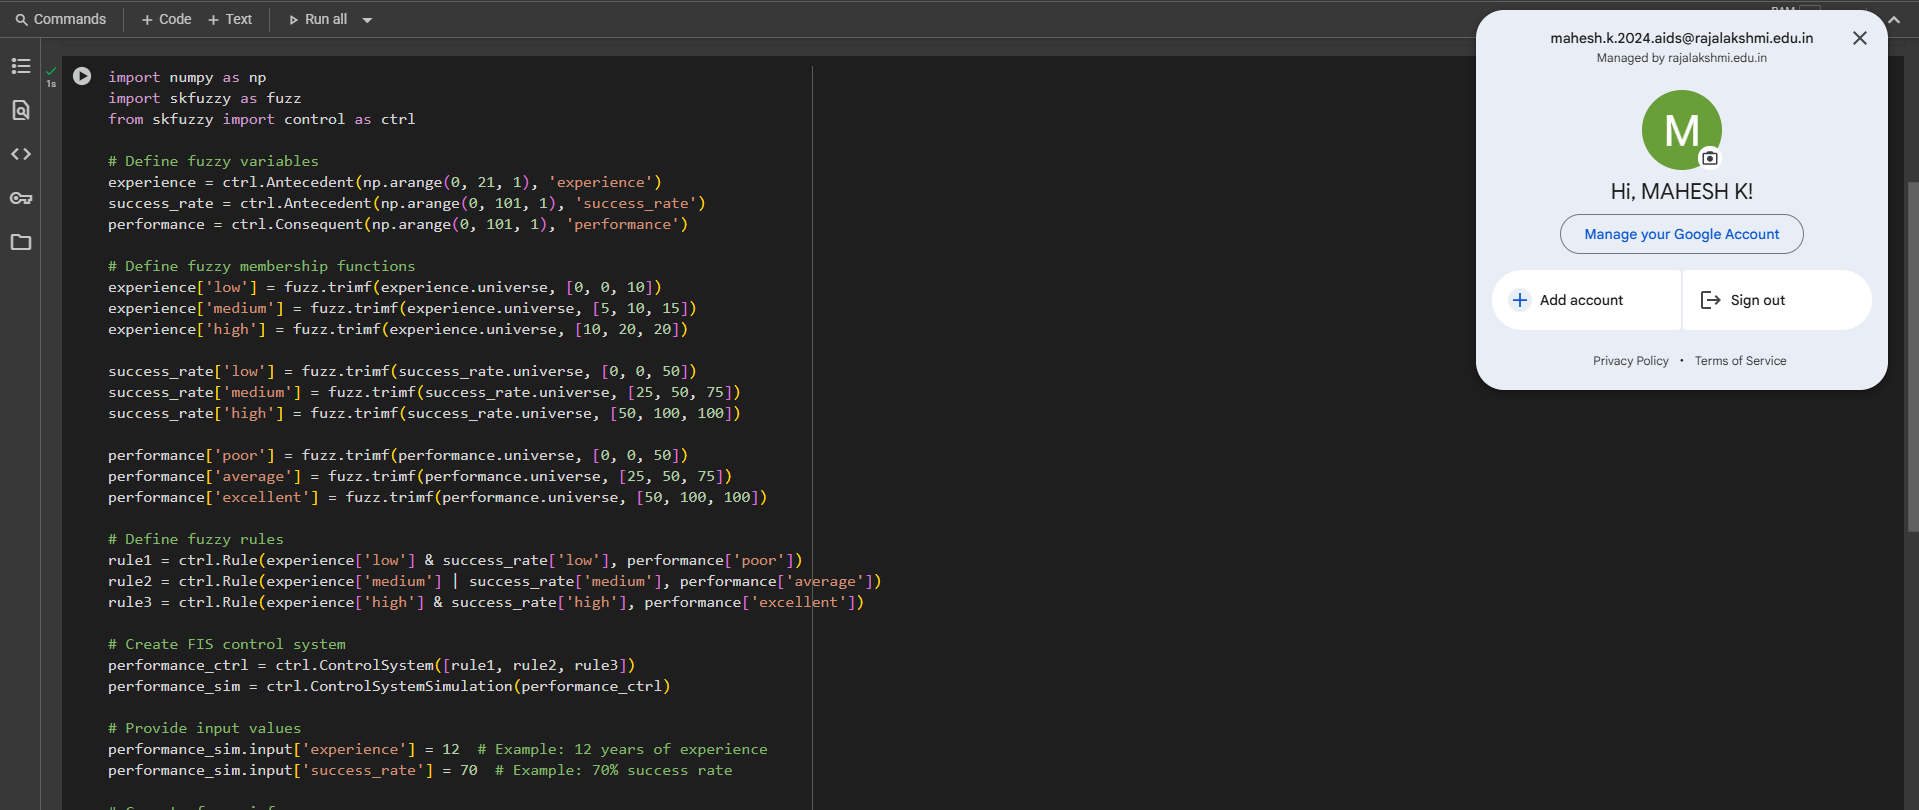 Commands
+ Code
+ Text
Run all
1s
import numpy as np
import skfuzzy as fuzz
from skfuzzy import control as ctrl
# Define fuzzy variables
experience = ctrl.Antecedent(np.arange(0, 21, 1), 'experience')
success_rate = ctrl.Antecedent(np.arange(0, 101, 1), 'success_rate')
performance = ctrl.Consequent(np.arange(0, 101, 1), 'performance')
# Define fuzzy membership functions
experience['low'] = fuzz.trimf(experience.universe, [0, 0, 10])
experience['medium'] = fuzz.trimf(experience.universe, [5, 10, 15])
experience['high'] = fuzz.trimf(experience.universe, [10, 20, 20])
success_rate['low'] = fuzz.trimf(success_rate.universe, [0, 0, 50])
success_rate['medium'] = fuzz.trimf(success_rate.universe, [25, 50, 75])
success_rate['high'] = fuzz.trimf(success_rate.universe, [50, 100, 100])
performance['poor'] = fuzz.trimf(performance.universe, [0, 0, 50])
performance['average'] = fuzz.trimf(performance.universe, [25, 50, 75])
performance['excellent'] = fuzz.trimf(performance.universe, [50, 100, 100])
# Define fuzzy rules
rule1 = ctrl.Rule(experience['low'] & success_rate['low'], performance['poor'])
rule2 = ctrl.Rule(experience['medium'] | success_rate['medium'], performance['average'])
rule3 = ctrl.Rule(experience['high'] & success_rate['high'], performance['excellent'])
# Create FIS control system
performance_ctrl = ctrl.ControlSystem([rule1, rule2, rule3])
performance_sim = ctrl.ControlSystemSimulation(performance_ctrl)
# Provide input values
performance_sim.input['experience'] = 12  # Example: 12 years of experience
performance_sim.input['success_rate'] = 70  # Example: 70% success rate
mahesh.k.2024.aids@rajalakshmi.edu.in
Managed by rajalakshmi.edu.in
M
Hi, MAHESH K!
Manage your Google Account
Add account
Sign out
Privacy Policy • Terms of Service